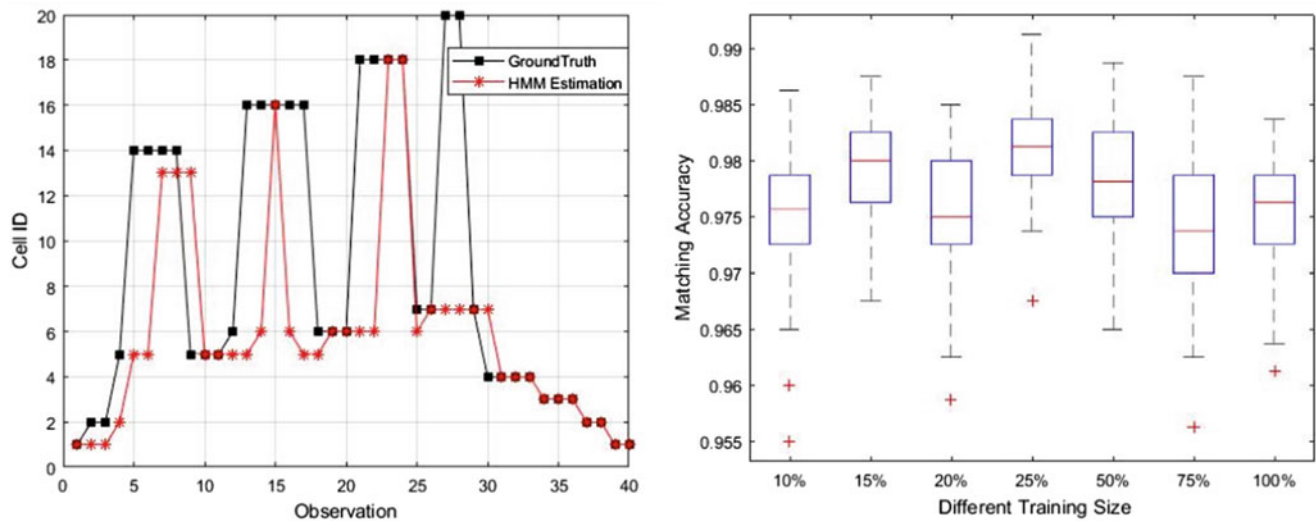 20
18
16
14
12
10
8
6
4
2
0
Cell ID
GroundTruth
HMM Estimation
0 5 10 15 20 25 30 35 40
Observation
0.99
0.985
0.98
0.975
0.97
0.965
0.96
0.955
Matching Accuracy
10% 15% 20% 25% 50% 75% 100%
Different Training Size